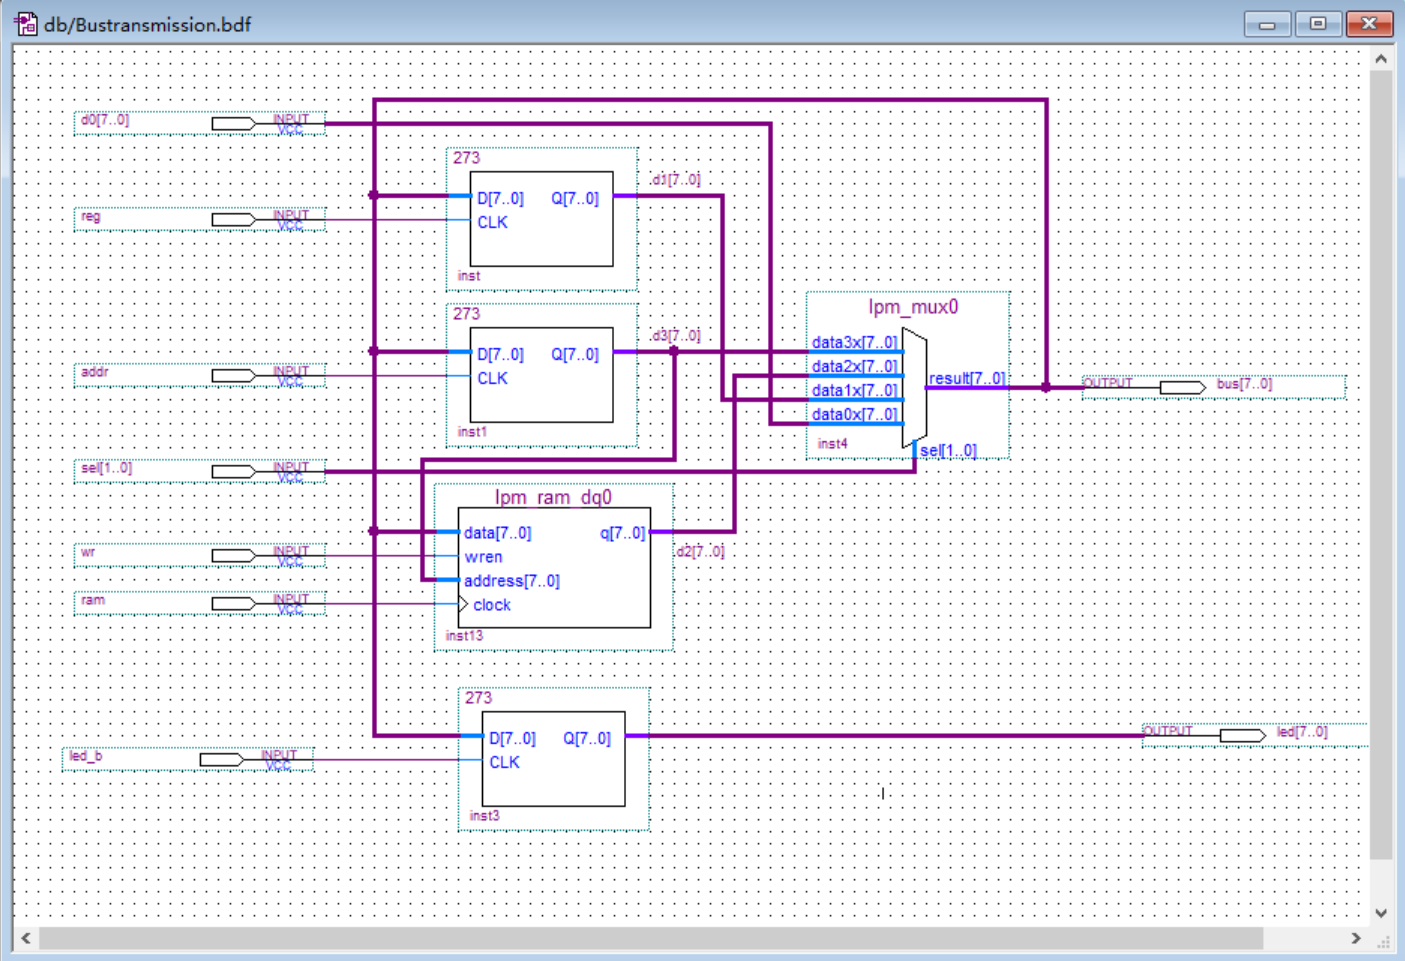 db/Bustransmission.bdf
d0[7..0]
INPUT
VCC
273
D[7..0] Q[7..0]
CLK
inst
d1[7..0]
reg
INPUT
VCC
273
D[7..0] Q[7..0]
CLK
inst1
d3[7..0]
addr
INPUT
VCC
lpm_mux0
data3x[7..0]
data2x[7..0]
data1x[7..0]
data0x[7..0]
result[7..0]
sel[1..0]
inst4
OUTPUT
bus[7..0]
sel[1..0]
INPUT
VCC
lpm_ram_dq0
data[7..0] q[7..0]
wren
address[7..0]
clock
inst13
d2[7..0]
wr
INPUT
VCC
ram
INPUT
VCC
273
D[7..0] Q[7..0]
CLK
inst3
led_b
INPUT
VCC
OUTPUT
led[7..0]